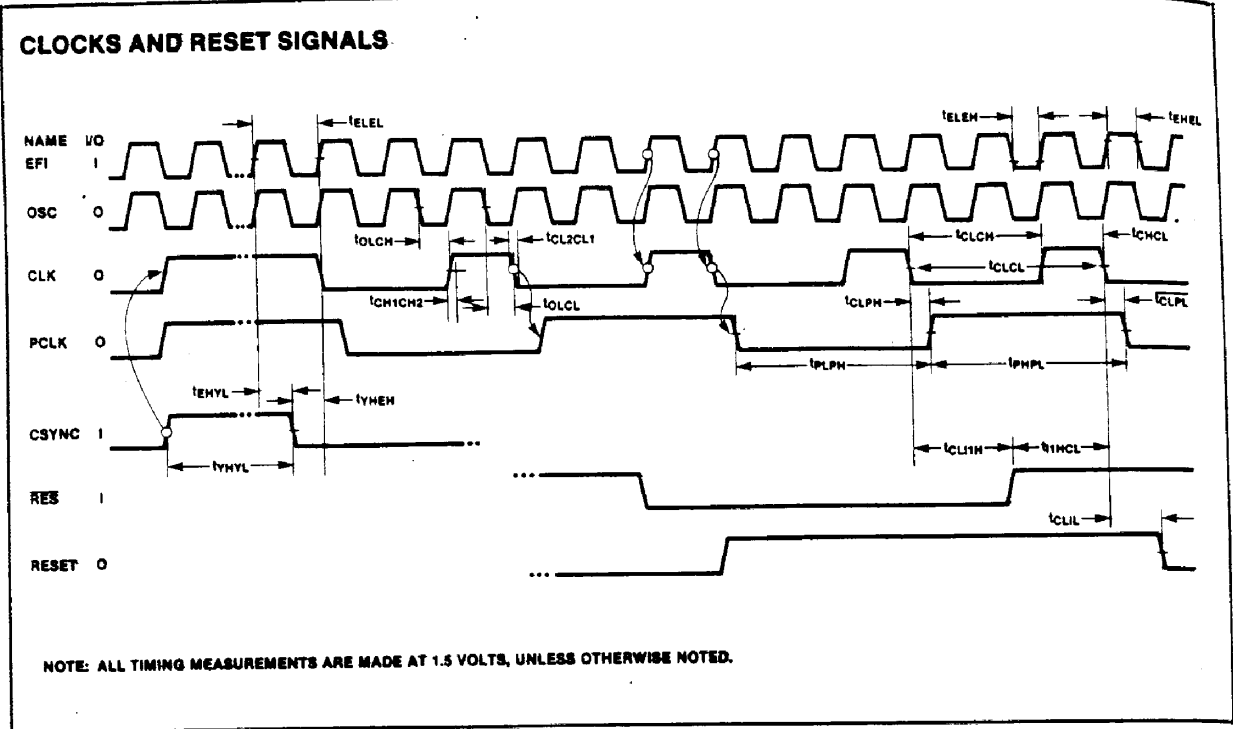 CLOCKS AND RESET SIGNALS
NAME I/O
EFI I
tELEL
tELEH
tEHEL
OSC O
tOLCH
tCL2CL1
tCLCH
tCHCL
CLK O
tCLCL
tCH1CH2
tOLCL
tCLPH
tCLPL
PCLK O
tPLPH
tPHPL
tEHYL
tYHEH
CSYNC I
tYHYL
tCLI1H
tI1HCL
RES I
tCLIL
RESET O
NOTE: ALL TIMING MEASUREMENTS ARE MADE AT 1.5 VOLTS, UNLESS OTHERWISE NOTED.